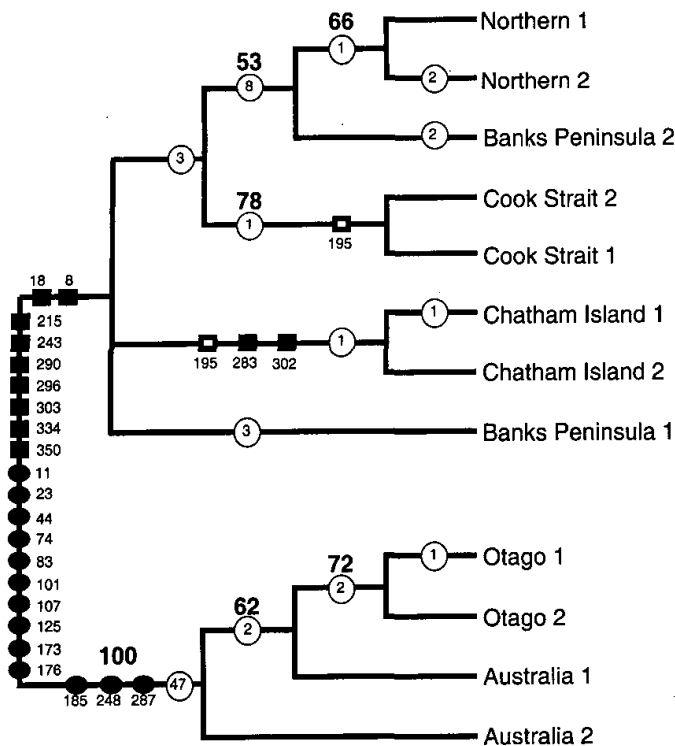 66
Northern 1
1
53
8
2
Northern 2
2
Banks Peninsula 2
3
78
1
195
Cook Strait 2
Cook Strait 1
18 8
215
243
290
296
303
334
350
11
23
44
74
83
101
107
125
173
176
1
Chatham Island 1
195 283 302
1
Chatham Island 2
3
Banks Peninsula 1
72
1
Otago 1
62
2
2
Otago 2
Australia 1
100
185 248 287
47
Australia 2